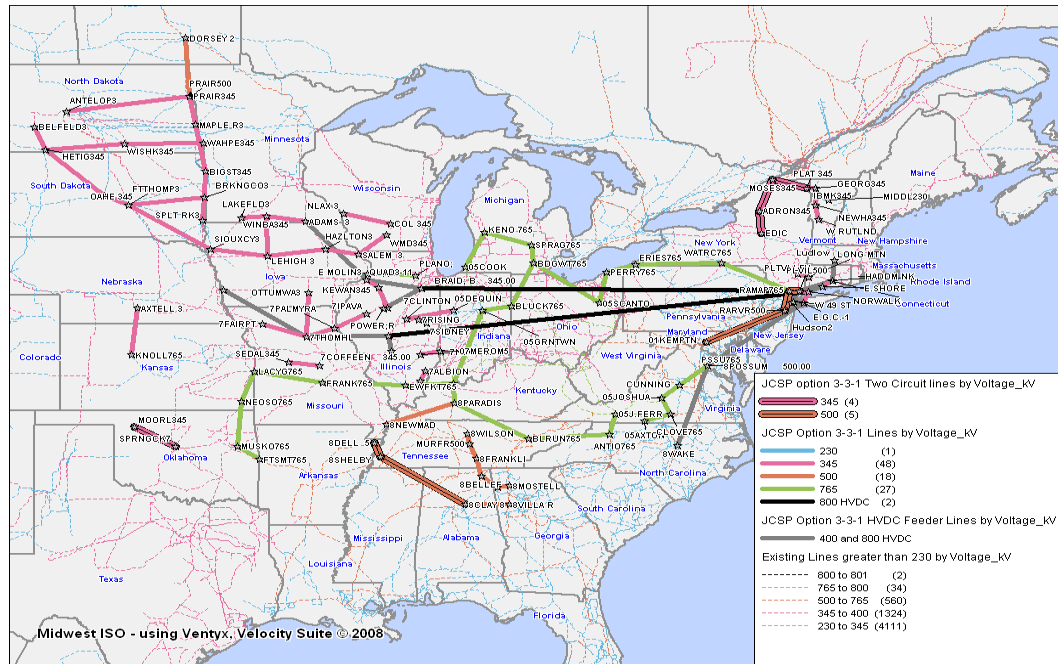 DORSEY 2
North Dakota
PRAIR500
PRAIR345
ANTELOP3
MAPLE R3
BELFELD3
Minnesota
WAHPE345
WISHK345
HETIG345
BIGST345
South Dakota
FTTHOMP3
BRKNGCO3
OAHE 345
LAKEFLD3
NLAX 3
Wisconsin
SPLT RK3
WINBA345
ADAMS 3
COL 345
SIOUXCY3
HAZLTON3
WMD345
LEHIGH 3
SALEM 3
Iowa
E MOLIN3
QUAD3-11
PLANO;
Nebraska
OTTUMWA3
KEWAN345
AXTELL 3
7IPAVA
7CLINTON
7FAIRPT
7PALMYRA
POWER;R
7RISING
7THOMHL
7SIDNEY
345.00
Colorado
KNOLL765
Kansas
SEDAL345
7COFFEEN
Illinois
07MEROM5
LACYG765
FRANK765
EWFKT765
7ALBION
Missouri
NEOSO765
MOORL345
SPRNGCK7
Oklahoma
MUSKO765
FTSMT765
Arkansas
Texas
Louisiana
Mississippi
Alabama
Georgia
Florida
Michigan
KENO 765
SPRAG765
05COOK
BDGWT765
BRAID; B
345.00
05DEQUIN
BLUCK765
05SCANTO
Indiana
Ohio
05GRNTWN
ERIES765
PERRY765
WATRC765
New York
Pennsylvania
Maryland
01KEMPTN
West Virginia
Kentucky
8PARADIS
8NEWMAD
8WILSON
MURFR500
8DELL 5
Tennessee
8FRANKLI
8SHELBY
8BELLEF
8MOSTELL
8CLAY
8VILLA R
BLRUN765
ANTIO765
CUNNING
05JOSHUA
05J.FERR
05AXTO
CLOVE765
8WAKE
Virginia
North Carolina
South Carolina
PSSU765
8POSSUM
500.00
Delaware
New Jersey
Hudson2
E.G.C.-1
W 49 ST
NORWALK
Connecticut
E.SHORE
Rhode Island
HADDM NK
Massachusetts
LONG MTN
Ludlow
PLTVL
RAMAP765
RARVR500
PLAT 345
MOSES345
GEORG345
IBMK345
MIDDL230
ADRON345
NEWHA345
EDIC
W RUTLND
Vermont
New Hampshire
Maine
JCSP option 3-3-1 Two Circuit lines by Voltage_kV
345 (4)
500 (5)
JCSP Option 3-3-1 Lines by Voltage_kV
230 (1)
345 (48)
500 (18)
765 (27)
800 HVDC (2)
JCSP Option 3-3-1 HVDC Feeder Lines by Voltage_kV
400 and 800 HVDC
Existing Lines greater than 230 by Voltage_kV
800 to 801 (2)
765 to 800 (34)
500 to 765 (560)
345 to 400 (1324)
230 to 345 (4111)
Midwest ISO - using Ventyx, Velocity Suite © 2008